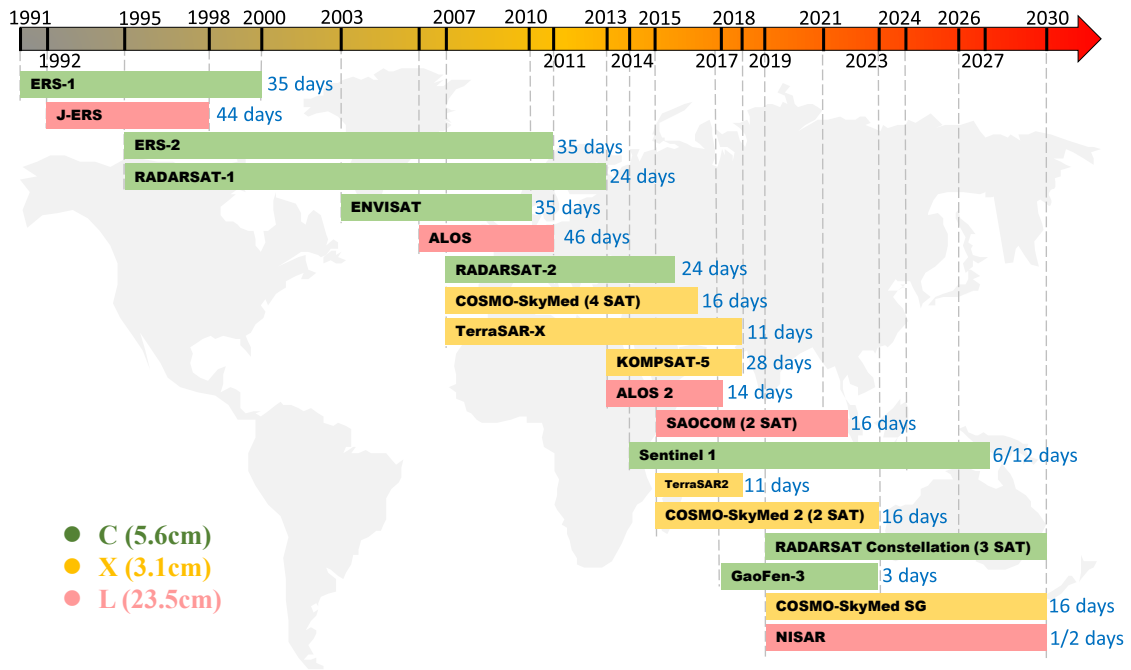 1991 1995 1998 2000 2003 2007 2010 2013 2015 2018 2021 2024 2026 2030
1992 2011 2014 2017 2019 2023 2027
ERS-1 35 days
J-ERS 44 days
ERS-2 35 days
RADARSAT-1 24 days
ENVISAT 35 days
ALOS 46 days
RADARSAT-2 24 days
COSMO-SkyMed (4 SAT) 16 days
TerraSAR-X 11 days
KOMPSAT-5 28 days
ALOS 2 14 days
SAOCOM (2 SAT) 16 days
Sentinel 1 6/12 days
TerraSAR2 11 days
COSMO-SkyMed 2 (2 SAT) 16 days
RADARSAT Constellation (3 SAT)
GaoFen-3 3 days
COSMO-SkyMed SG 16 days
NISAR 1/2 days
C (5.6cm)
X (3.1cm)
L (23.5cm)